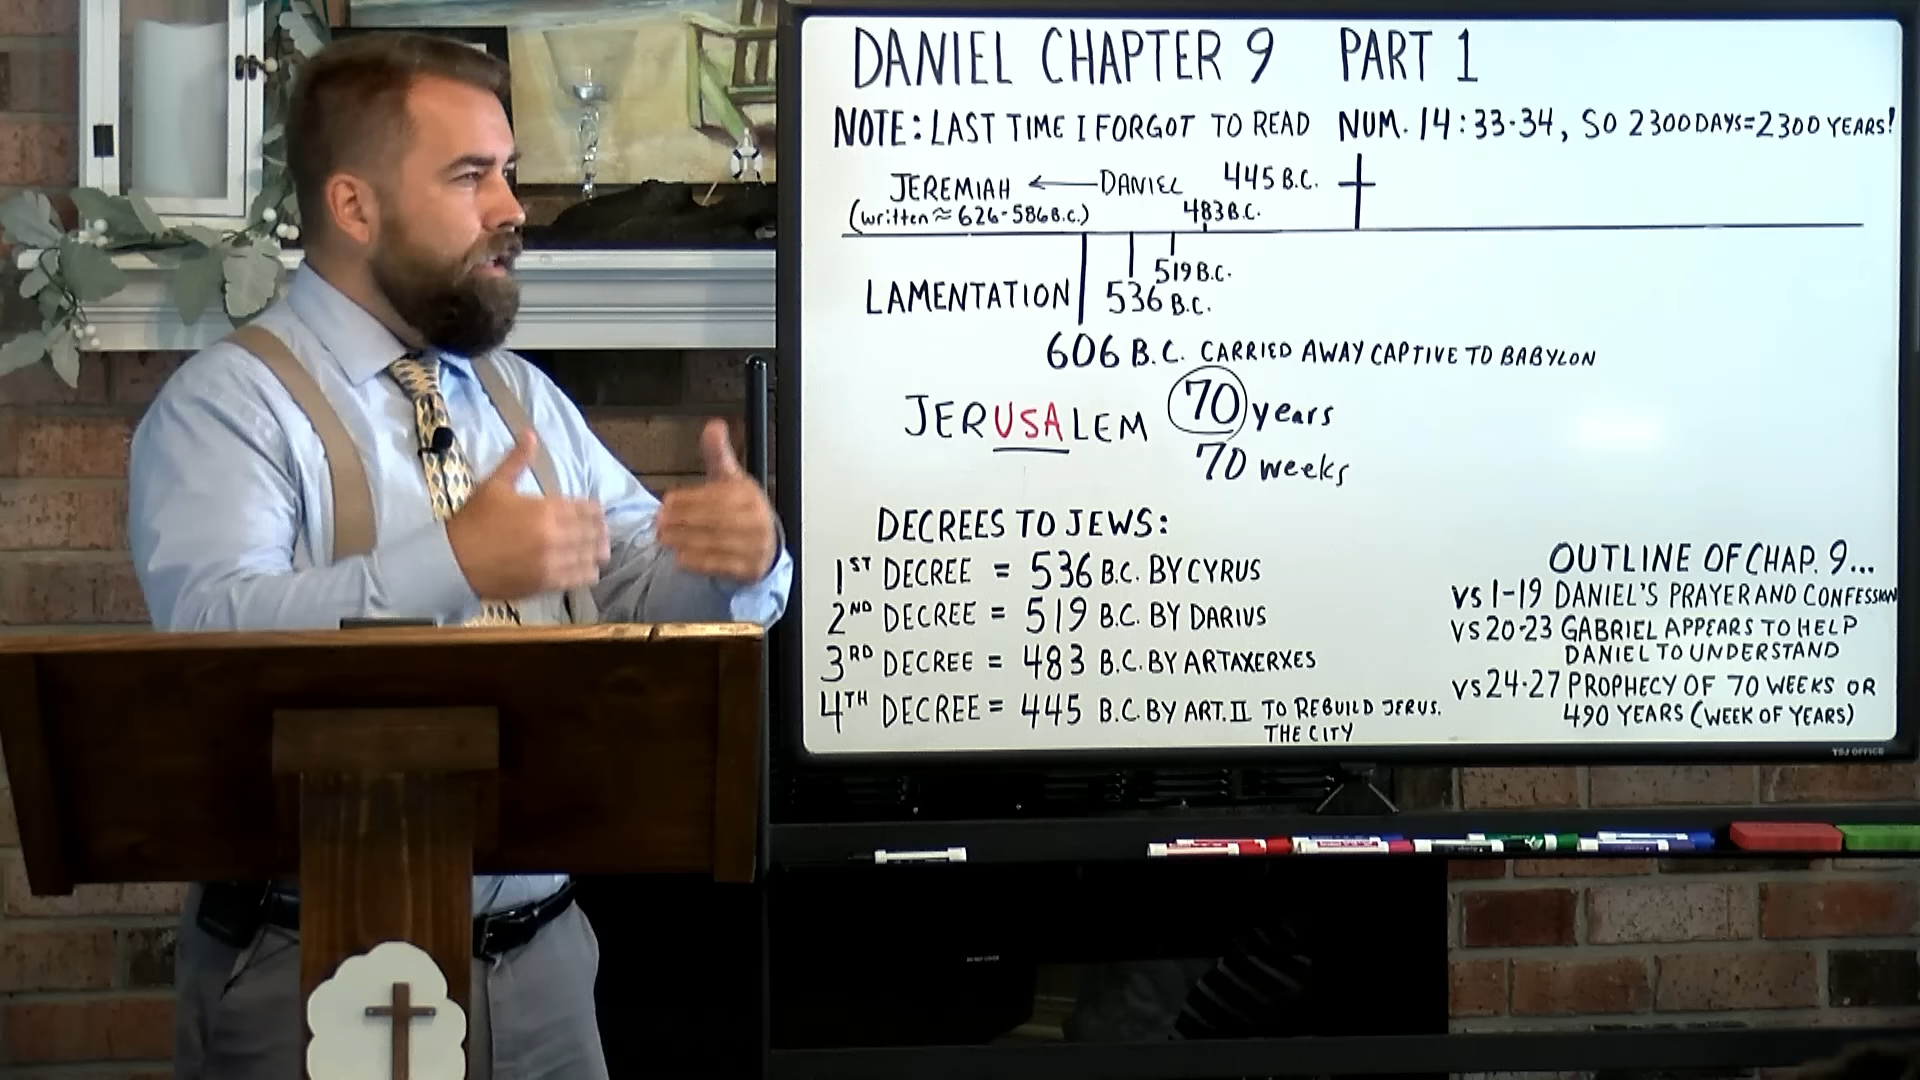 DANIEL CHAPTER 9 PART 1
NOTE: LAST TIME I FORGOT TO READ NUM. 14:33-34, SO 2300 DAYS=2300 YEARS!
JEREMIAH ← DANIEL 445 B.C.
(written ≈ 626-586 B.C.) 483 B.C.
519 B.C.
LAMENTATION 536 B.C.
606 B.C. CARRIED AWAY CAPTIVE TO BABYLON
JERUSALEM 70 years
70 weeks
DECREES TO JEWS:
1ST DECREE = 536 B.C. BY CYRUS
2ND DECREE = 519 B.C. BY DARIUS
3RD DECREE = 483 B.C. BY ARTAXERXES
4TH DECREE = 445 B.C. BY ART. II TO REBUILD JERUS.
THE CITY
OUTLINE OF CHAP. 9...
VS 1-19 DANIEL'S PRAYER AND CONFESSION
VS 20-23 GABRIEL APPEARS TO HELP
DANIEL TO UNDERSTAND
VS 24-27 PROPHECY OF 70 WEEKS OR
490 YEARS (WEEK OF YEARS)